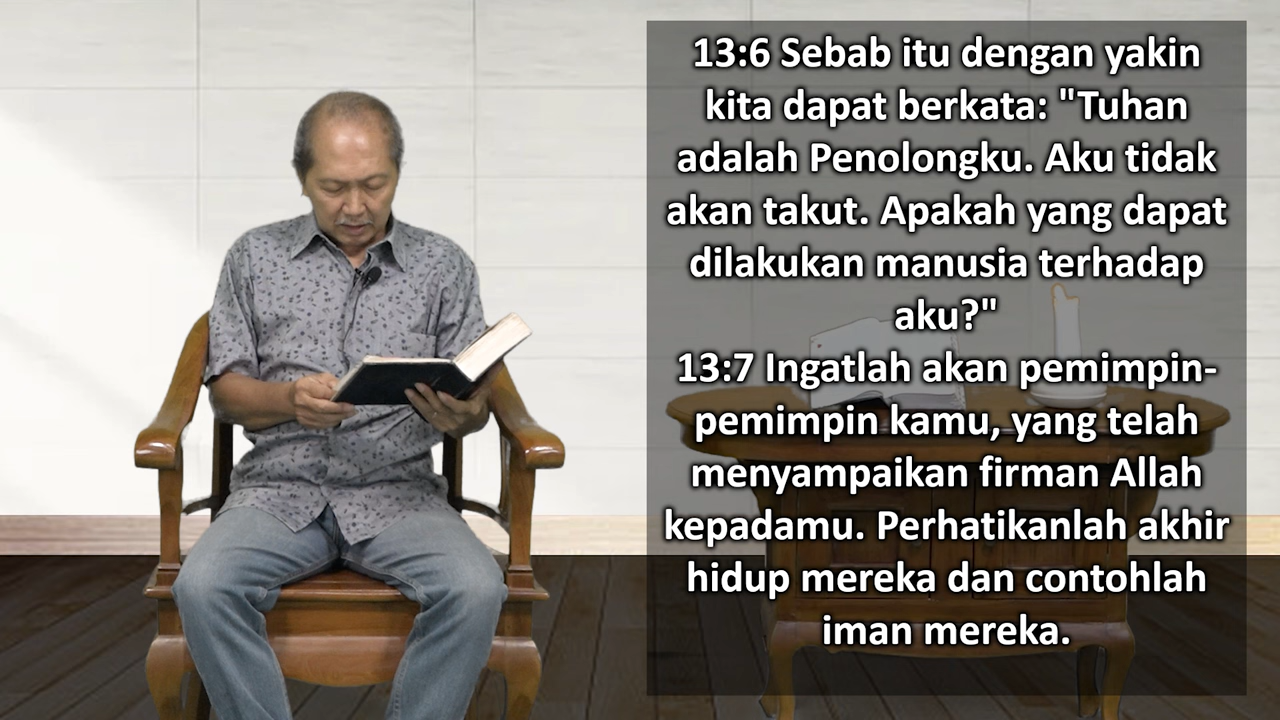 13:6 Sebab itu dengan yakin
kita dapat berkata: "Tuhan
adalah Penolongku. Aku tidak
akan takut. Apakah yang dapat
dilakukan manusia terhadap
aku?"
13:7 Ingatlah akan pemimpin-
pemimpin kamu, yang telah
menyampaikan firman Allah
kepadamu. Perhatikanlah akhir
hidup mereka dan contohlah
iman mereka.